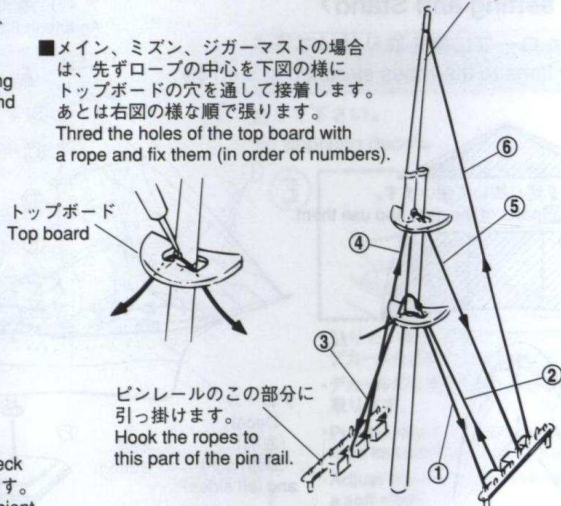 ■メイン、ミズン、ジガーマストの場合
は、先ずロープの中心を下図の様に
トップボードの穴を通して接着します。
あとは右図の様な順で張ります。
Thred the holes of the top board with
a rope and fix them (in order of numbers).
トップボード
Top board
⑥
⑤
④
③
②
①
ピンレールのこの部分に
引っ掛けます。
Hook the ropes to
this part of the pin rail.
す。